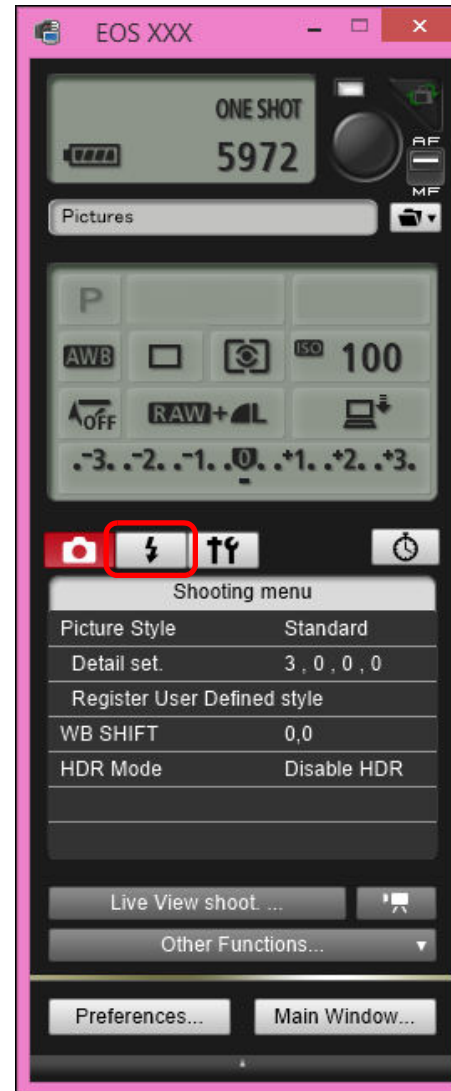 EOS XXX
ONE SHOT
5972
AF
MF
Pictures
P
AWB ISO 100
OFF RAW+L
.-3. .-2. .-1. .0. .+1. .+2. .+3.
Shooting menu
Picture Style Standard
Detail set. 3 , 0 , 0 , 0
Register User Defined style
WB SHIFT 0,0
HDR Mode Disable HDR
Live View shoot. ...
Other Functions...
Preferences... Main Window...